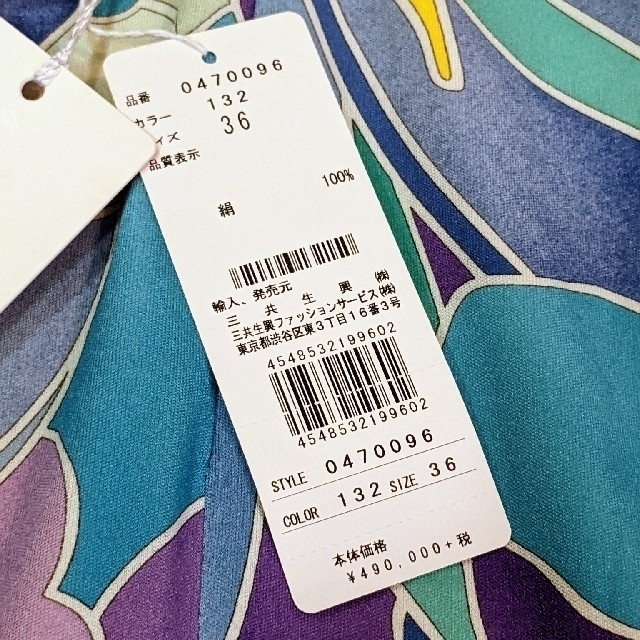 品番 0470096
カラー 132
イズ 36
品質表示
絹 100%
輸入、発売元
三共生興㈱
三共生興ファッションサービス㈱
東京都渋谷区東3丁目16番3号
4548532199602
4548532199602
STYLE 0470096
COLOR 132 SIZE 36
本体価格
¥490,000+税